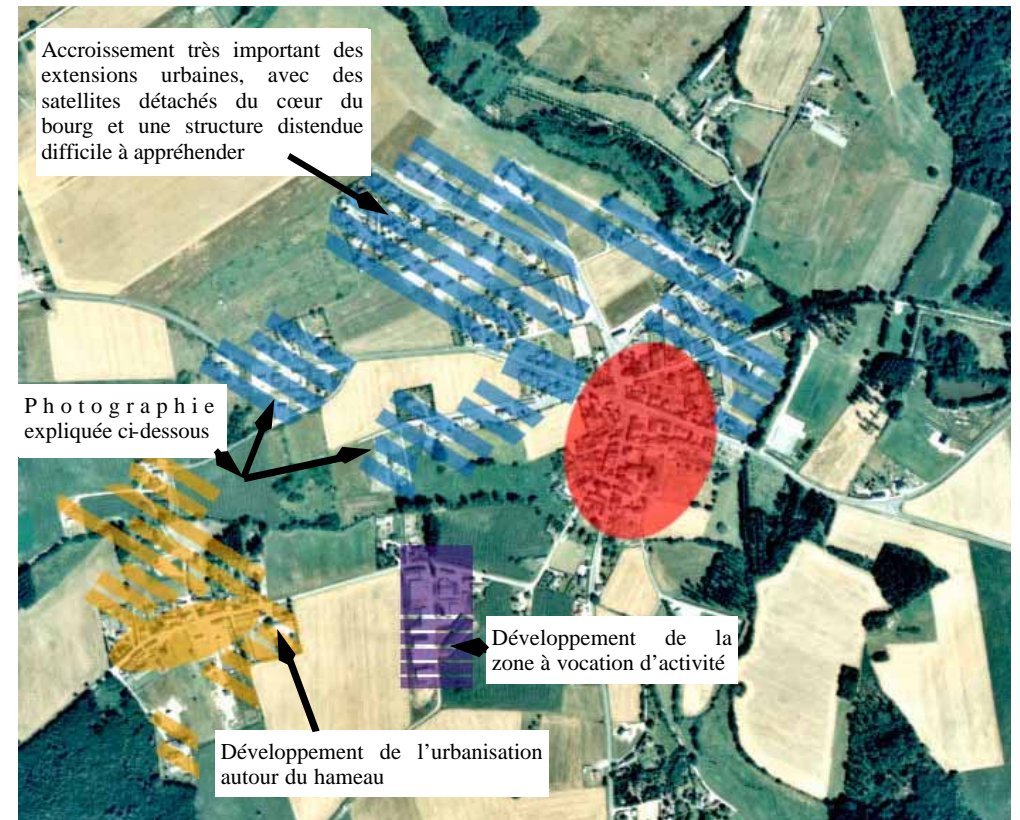 Accroissement très important des
extensions urbaines, avec des
satellites détachés du cœur du
bourg et une structure distendue
difficile à appréhender
Photographie
expliquée ci-dessous
Développement de la
zone à vocation d’activité
Développement de l’urbanisation
autour du hameau